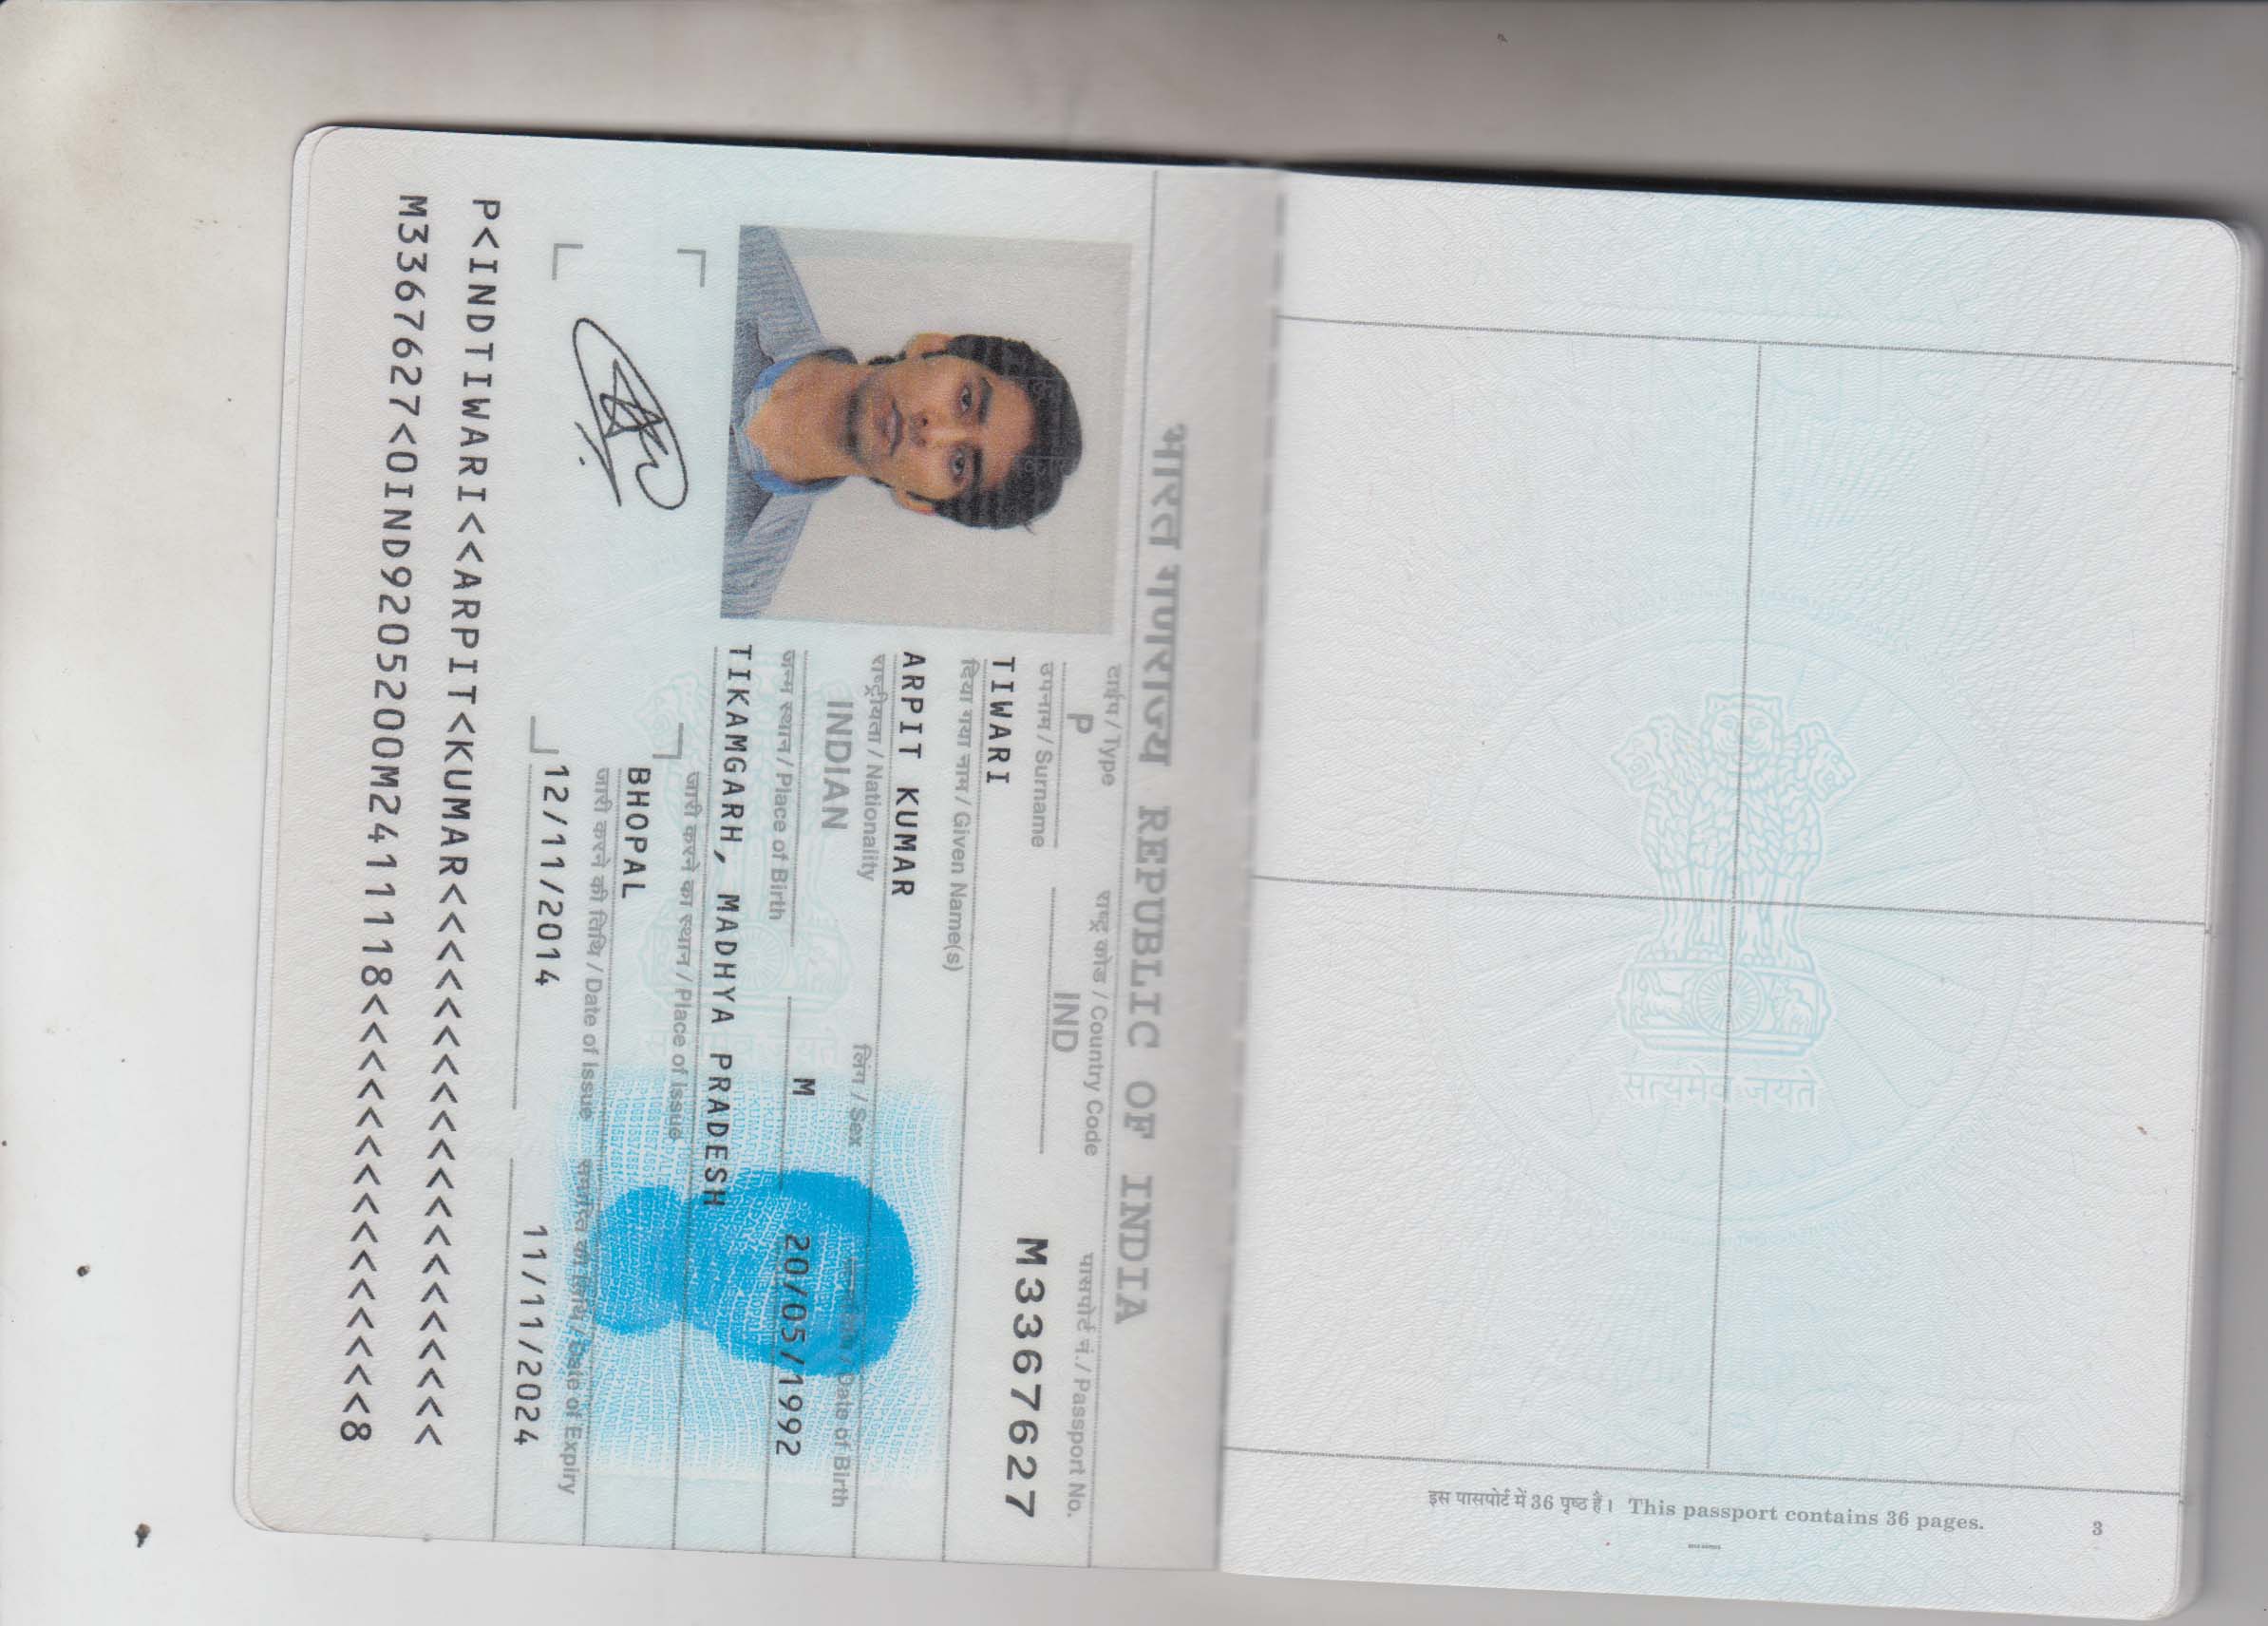 भारत गणराज्य REPUBLIC OF INDIA
टाईप / Type
राष्ट्र कोड / Country Code
पासपोर्ट नं. / Passport No.
P
IND
M3367627
उपनाम / Surname
TIWARI
दिया गया नाम / Given Name(s)
ARPIT KUMAR
राष्ट्रीयता / Nationality
लिंग / Sex
/ Date of Birth
INDIAN
M
20/05/1992
जन्म स्थान / Place of Birth
TIKAMGARH, MADHYA PRADESH
जारी करने का स्थान / Place of Issue
BHOPAL
जारी करने की तिथि / Date of Issue
समाप्ति की तिथि / Date of Expiry
12/11/2014
11/11/2024
P<INDTIWARI<<ARPIT<KUMAR<<<<<<<<<<<<<<<<<<<<
M3367627<0IND9205200M2411118<<<<<<<<<<<<<<<8
सत्यमेव जयते
इस पासपोर्ट में 36 पृष्ठ हैं। This passport contains 36 pages.
3